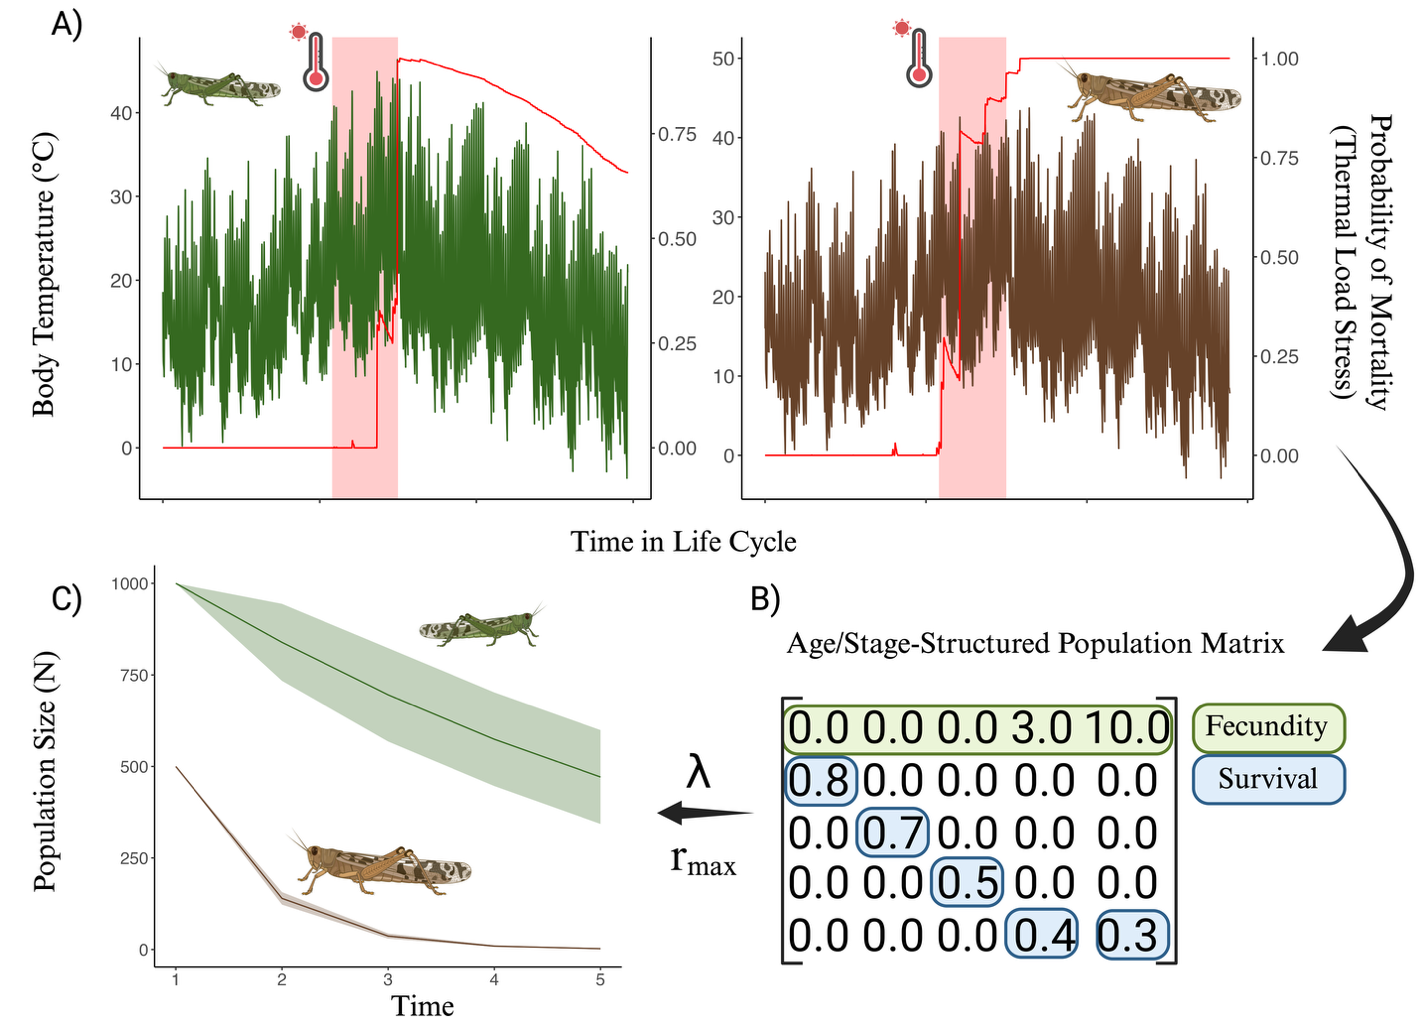 A)
Body Temperature (°C)
40
30
20
10
0
0.75
0.50
0.25
0.00
50
40
30
20
10
0
1.00
0.75
0.50
0.25
0.00
Probability of Mortality
(Thermal Load Stress)
Time in Life Cycle
C)
Population Size (N)
1000
750
500
250
0
1 2 3 4 5
Time
B)
Age/Stage-Structured Population Matrix
0.0 0.0 0.0 3.0 10.0
0.8 0.0 0.0 0.0 0.0
0.0 0.7 0.0 0.0 0.0
0.0 0.0 0.5 0.0 0.0
0.0 0.0 0.0 0.4 0.3
Fecundity
Survival
λ
rmax